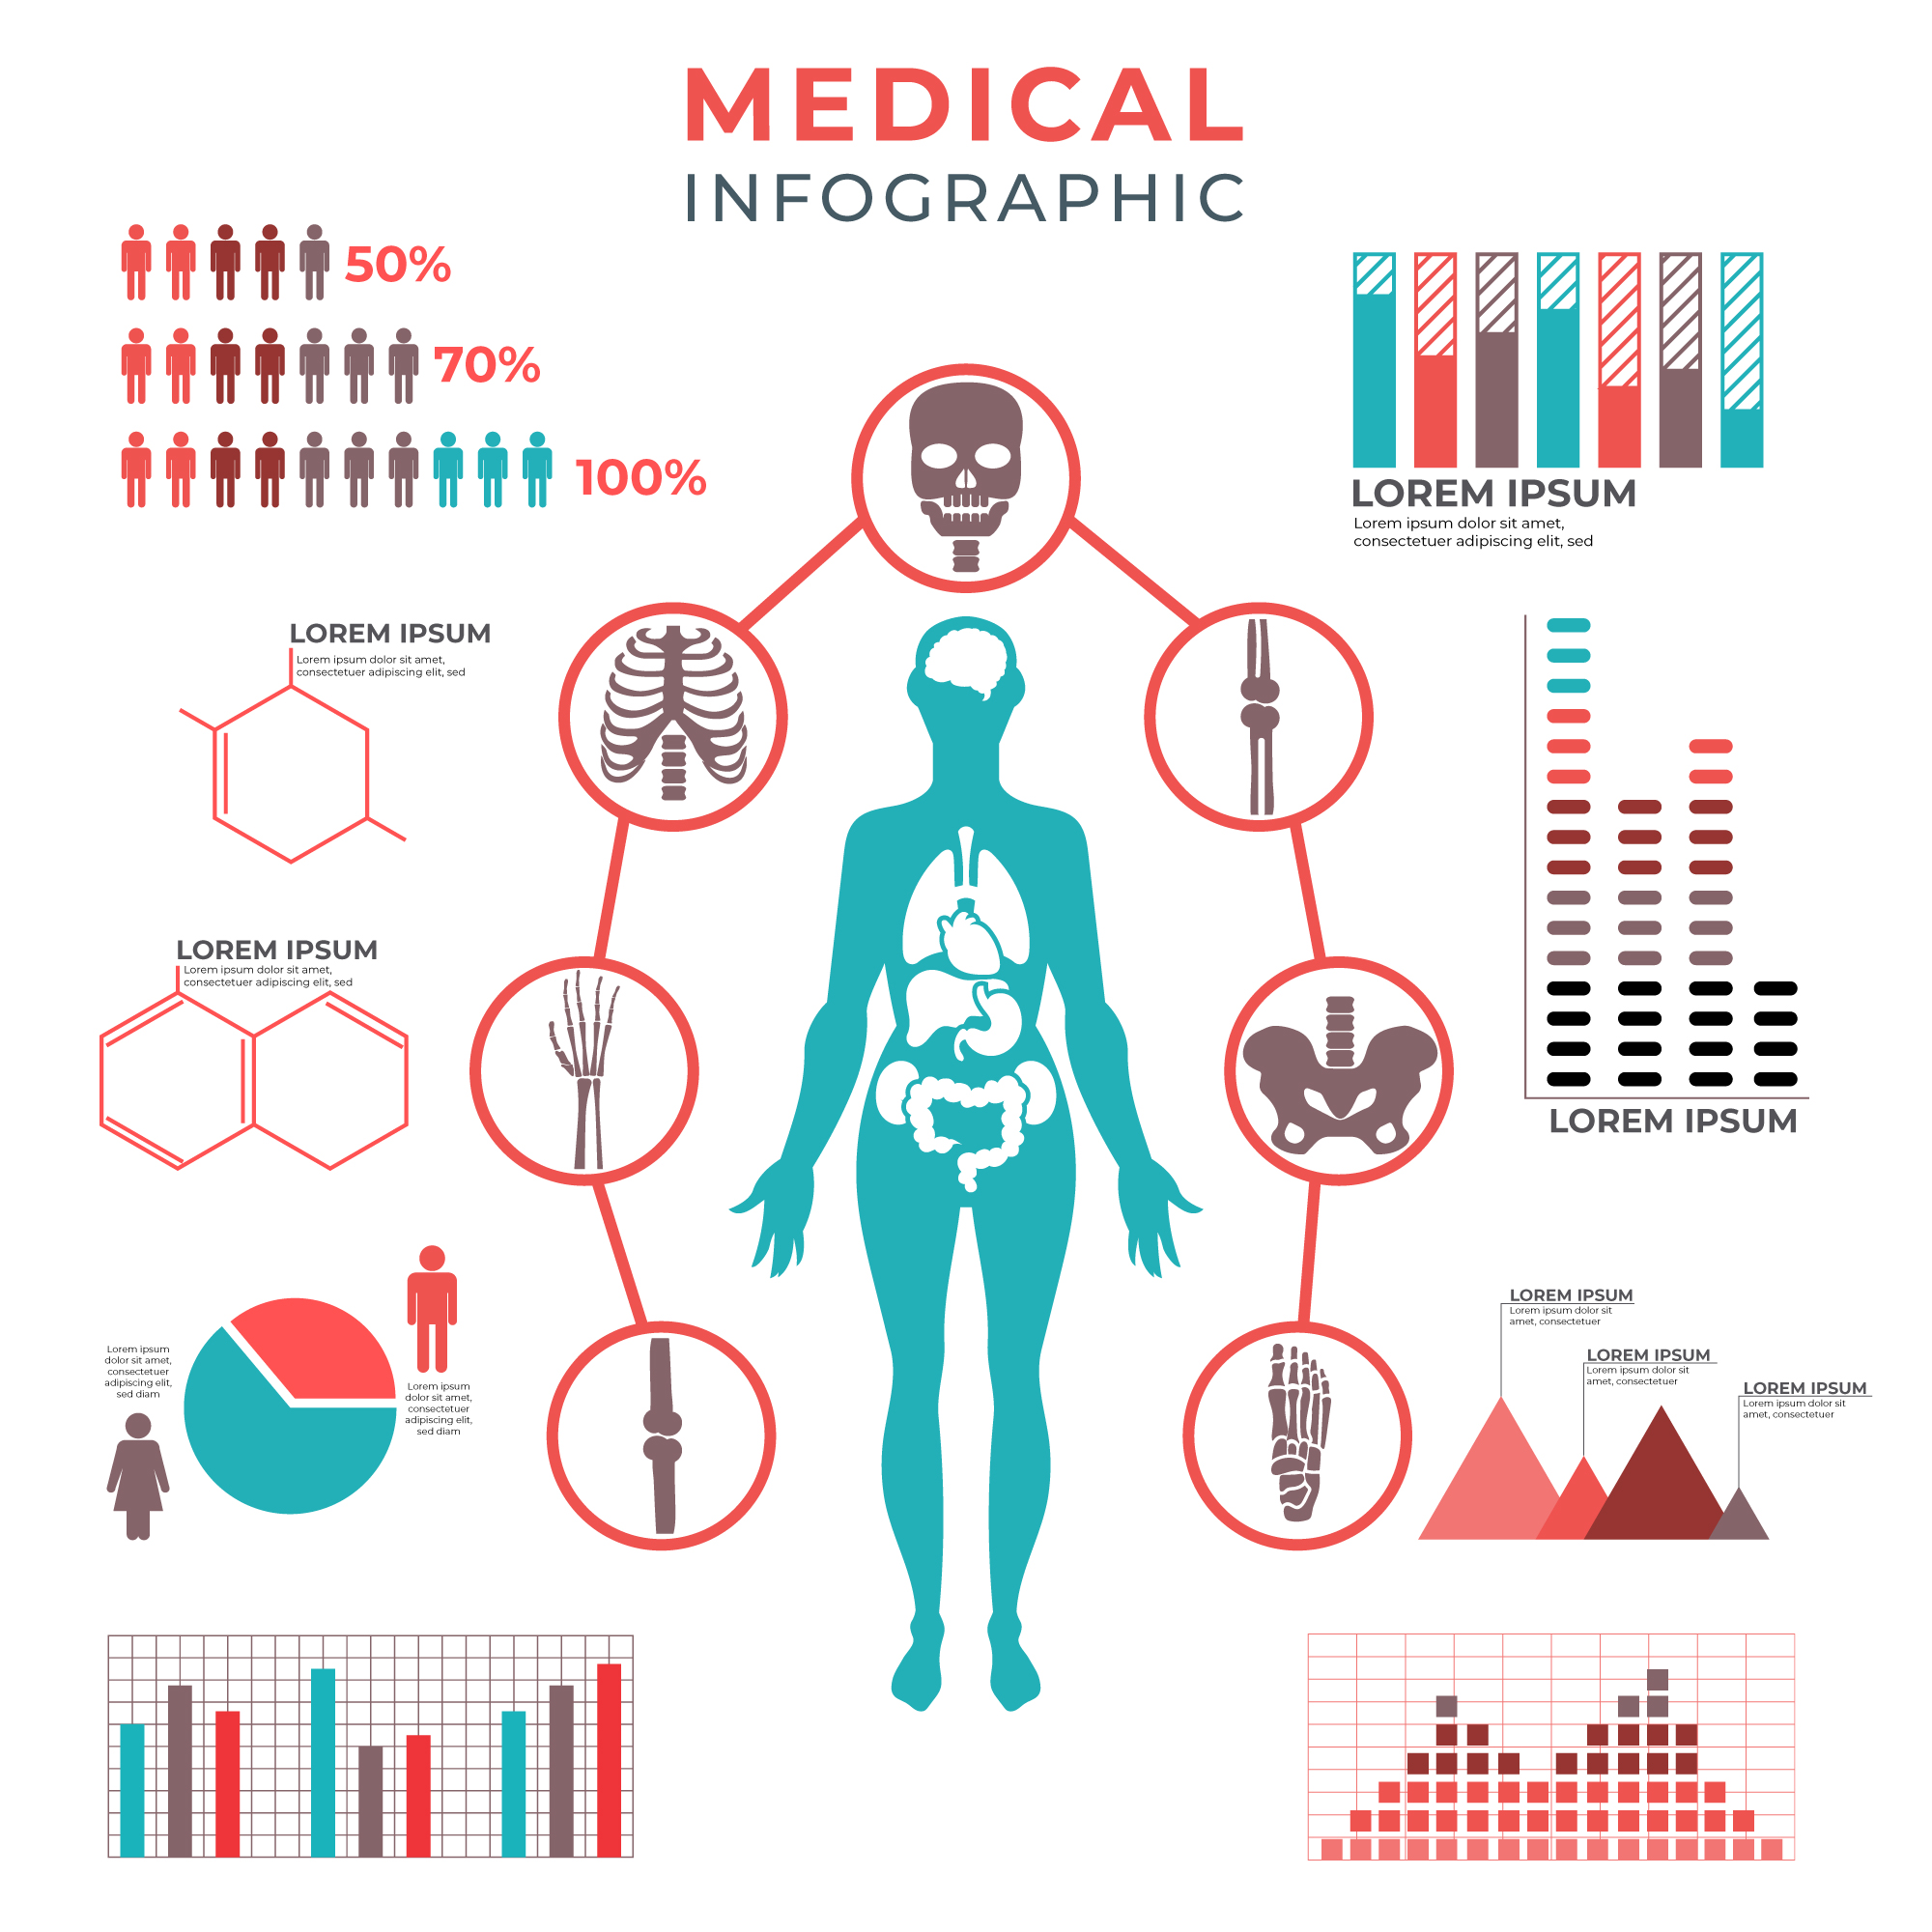 MEDICAL
INFOGRAPHIC
50%
70%
100%
LOREM IPSUM
Lorem ipsum dolor sit amet,
consectetuer adipiscing elit, sed
LOREM IPSUM
Lorem ipsum dolor sit amet,
consectetuer adipiscing elit, sed
LOREM IPSUM
Lorem ipsum dolor sit amet,
consectetuer adipiscing elit, sed
LOREM IPSUM
Lorem ipsum
dolor sit amet,
consectetuer
adipiscing elit,
sed diam
Lorem ipsum
dolor sit amet,
consectetuer
adipiscing elit,
sed diam
LOREM IPSUM
Lorem ipsum dolor sit
amet, consectetuer
LOREM IPSUM
Lorem ipsum dolor sit
amet, consectetuer
LOREM IPSUM
Lorem ipsum dolor sit
amet, consectetuer